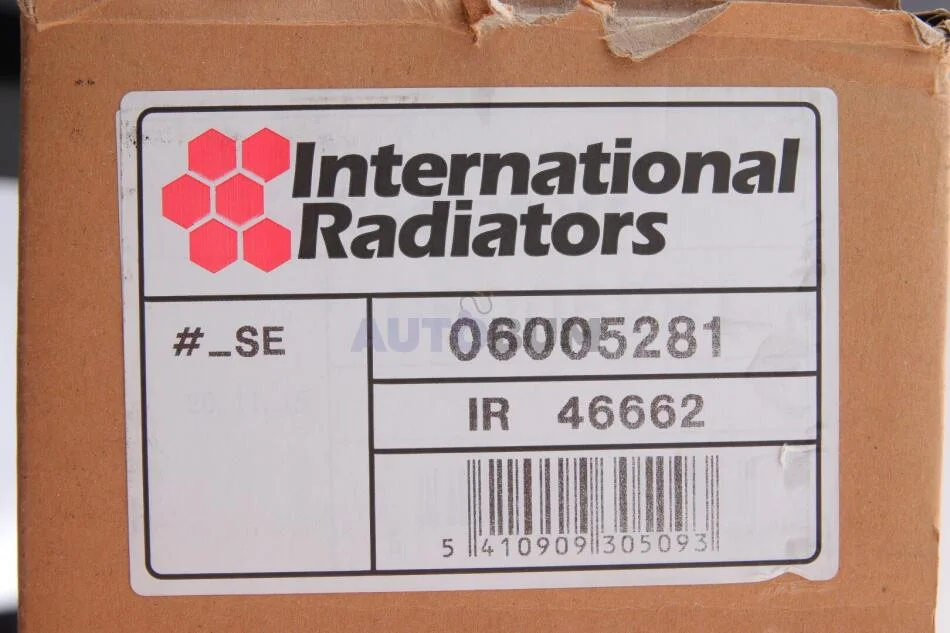 International
Radiators
#_SE
06005281
IR 46662
5 410909 305093